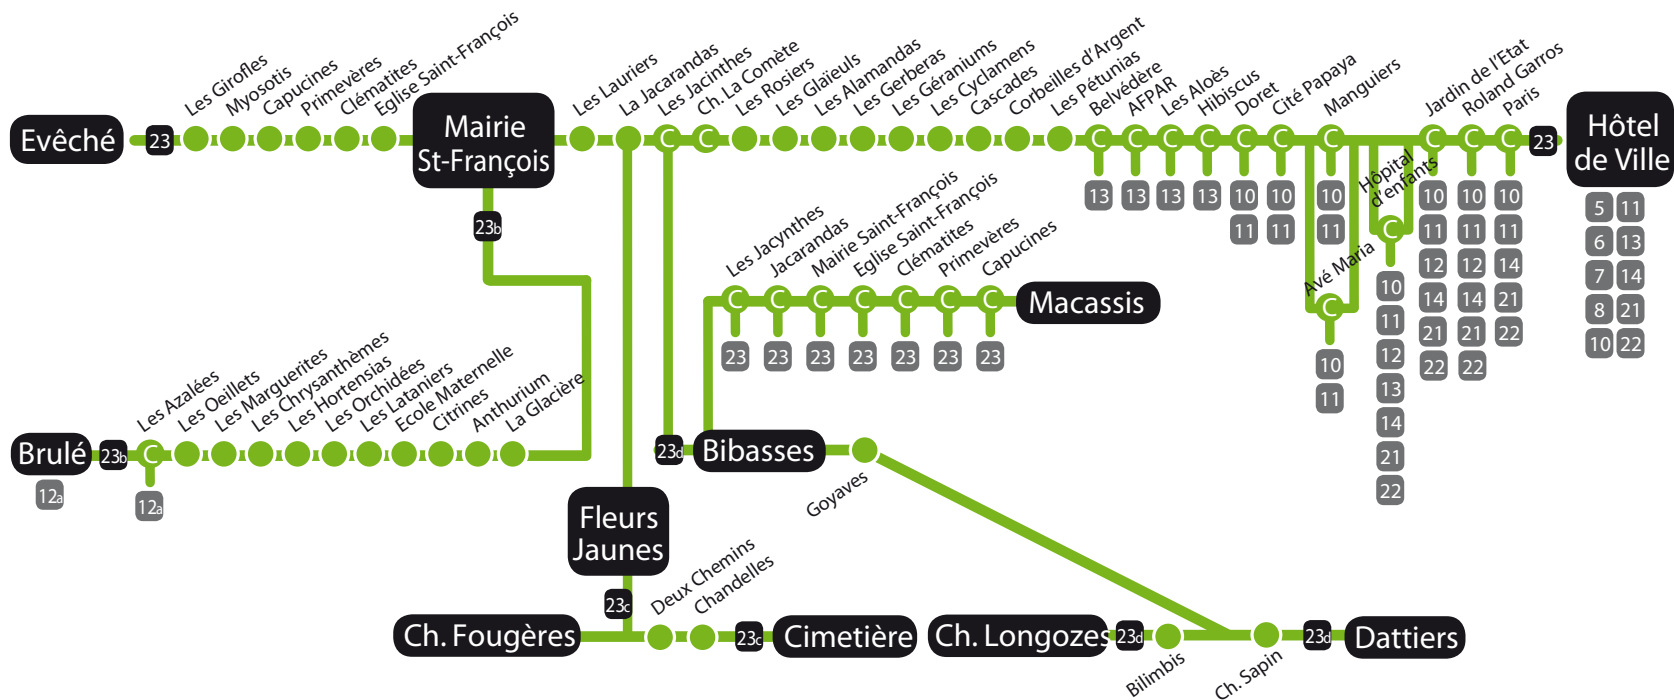 Les Girofles
Myosotis
Capucines
Primevères
Clématites
Eglise Saint-François
Les Lauriers
La Jacarandas
Les Jacinthes
Ch. La Comète
Les Rosiers
Les Glaïeuls
Les Alamandas
Les Gerberas
Les Géraniums
Les Cyclamens
Cascades
Corbeilles d'Argent
Les Pétunias
Belvédère
AFPAR
Les Aloès
Hibiscus
Doret
Cité Papaya
Manguiers
Jardin de l'Etat
Roland Garros
Paris
Evêché
23
Mairie
St-François
C
C
C
C
C
C
C
C
C
C
C
C
23
Hôtel
de Ville
5 11
6 13
7 14
8 21
10 22
13
13
13
13
10
11
10
11
10
11
Hôpital
d'enfants
C
10
11
12
13
14
21
22
10
11
12
14
21
22
10
11
12
14
21
22
10
11
14
21
22
Avé Maria
C
10
11
23b
Les Jacynthes
Jacarandas
Mairie Saint-François
Eglise Saint-François
Clématites
Primevères
Capucines
C
C
C
C
C
C
C
Macassis
23
23
23
23
23
23
23
Les Azalées
Les Oeillets
Les Marguerites
Les Chrysanthèmes
Les Hortensias
Les Orchidées
Les Lataniers
Ecole Maternelle
Citrines
Anthurium
La Glacière
Brulé
23b
C
12a
12a
23d
Bibasses
Goyaves
Fleurs
Jaunes
23c
Deux Chemins
Chandelles
Ch. Fougères
23c
Cimetière
Ch. Longozes
23d
Bilimbis
Ch. Sapin
23d
Dattiers